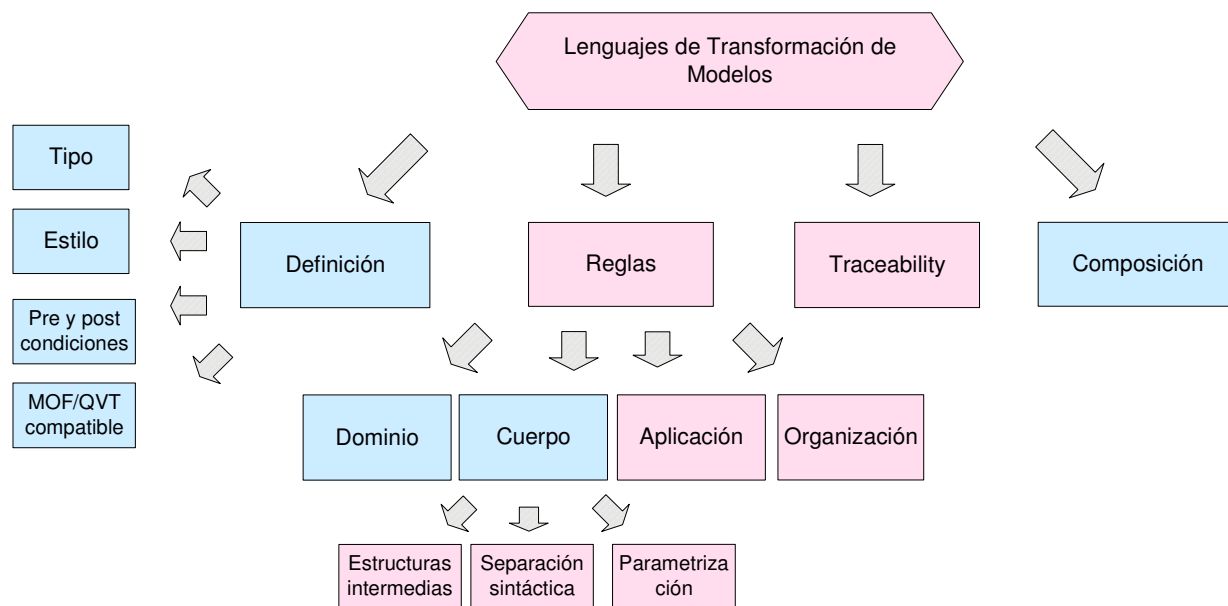 Lenguajes de Transformación de
Modelos
Tipo
Estilo
Pre y post
condiciones
MOF/QVT
compatible
Definición
Reglas
Traceability
Composición
Dominio
Cuerpo
Aplicación
Organización
Estructuras
intermedias
Separación
sintáctica
Parametriza
ción